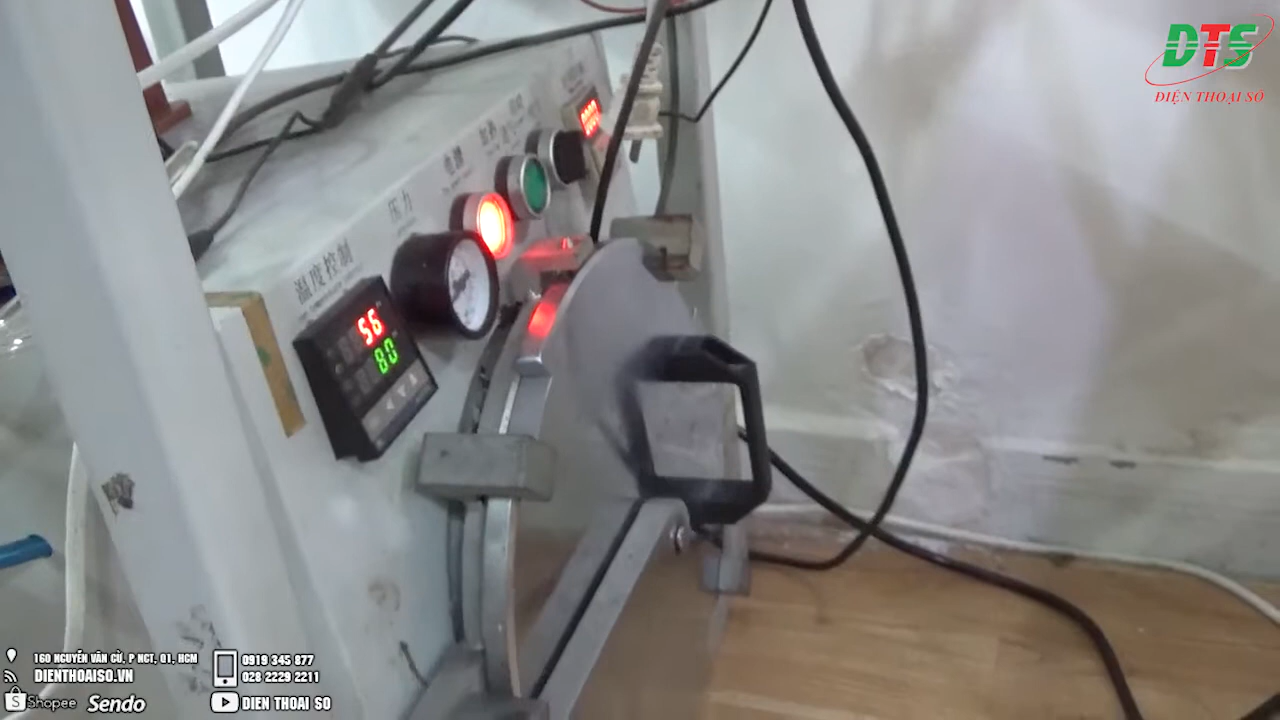 DTS
ĐIỆN THOẠI SỐ
压力
温度控制
56
80
160 NGUYỄN VĂN CỪ, P NCT, Q1, HCM
DIENTHOAISO.VN
Shopee Sendo
0919 345 877
028 2229 2211
DIEN THOAI SO